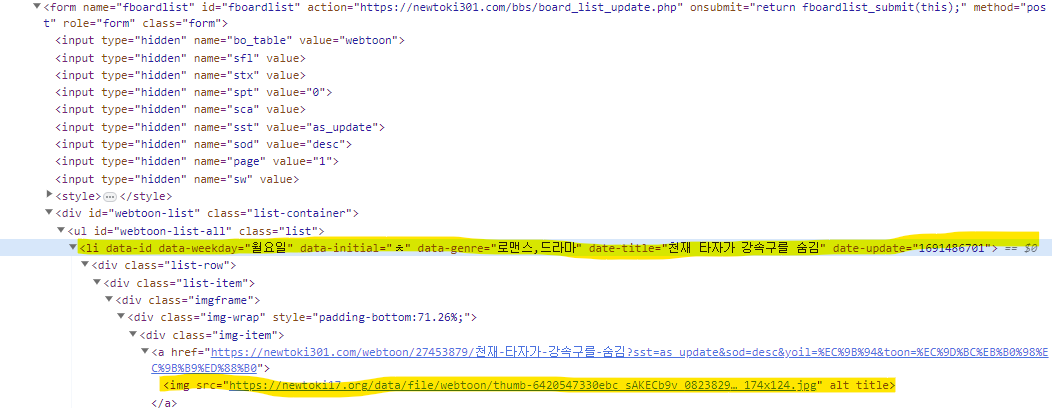 ▼<form name="fboardlist" id="fboardlist" action="https://newtoki301.com/bbs/board_list_update.php" onsubmit="return fboardlist_submit(this);" method="pos
t" role="form" class="form">
<input type="hidden" name="bo_table" value="webtoon">
<input type="hidden" name="sfl" value>
<input type="hidden" name="stx" value>
<input type="hidden" name="spt" value="0">
<input type="hidden" name="sca" value>
<input type="hidden" name="sst" value="as_update">
<input type="hidden" name="sod" value="desc">
<input type="hidden" name="page" value="1">
<input type="hidden" name="sw" value>
▶<style>…</style>
▼<div id="webtoon-list" class="list-container">
▼<ul id="webtoon-list-all" class="list">
▼<li data-id data-weekday="월요일" data-initial="ㅊ" data-genre="로맨스,드라마" date-title="천재 타자가 강속구를 숨김" date-update="1691486701"> == $0
▼<div class="list-row">
▼<div class="list-item">
▼<div class="imgframe">
▼<div class="img-wrap" style="padding-bottom:71.26%;">
▼<div class="img-item">
▼<a href="https://newtoki301.com/webtoon/27453879/천재-타자가-강속구를-숨김?sst=as_update&sod=desc&yoil=%EC%9B%94&toon=%EC%9D%BC%EB%B0%98%EC
%9B%B9%ED%88%B0">
<img src="https://newtoki17.org/data/file/webtoon/thumb-6420547330ebc_sAKECb9v_0823829…_174x124.jpg" alt title>
</a>